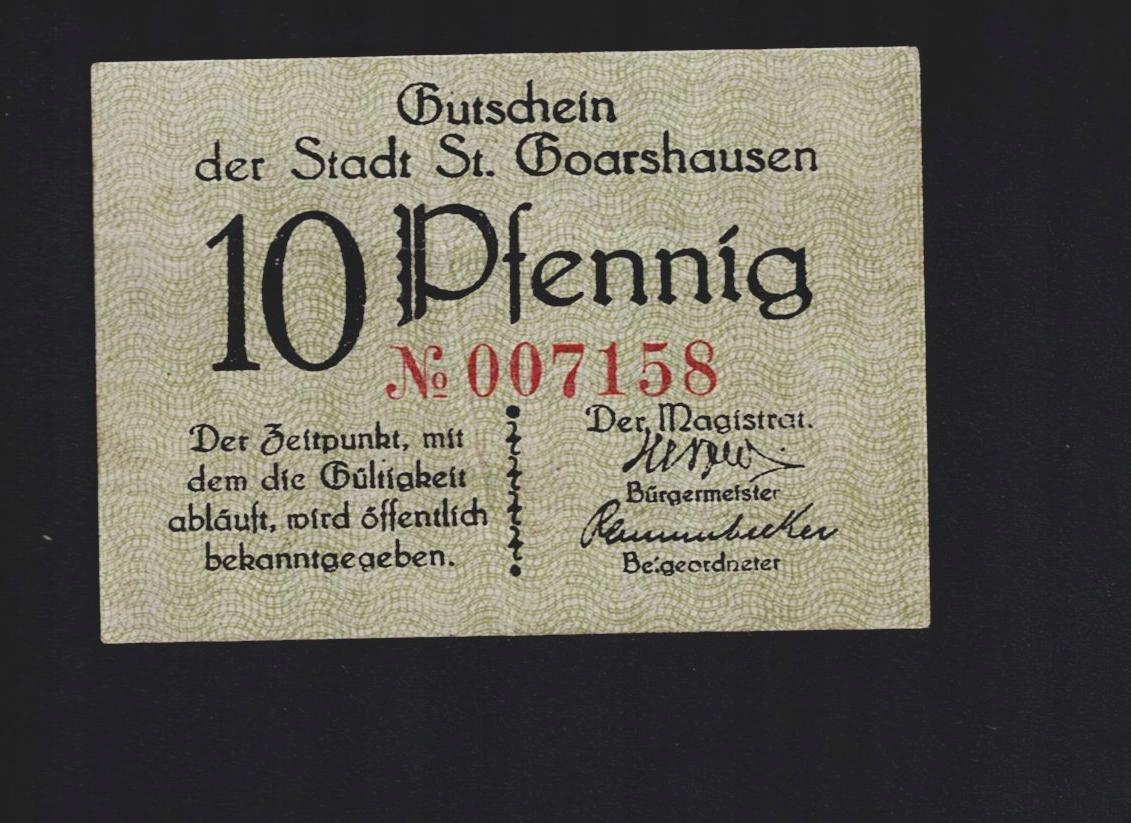 Gutschein
der Stadt St. Goarshausen
10 Pfennig
№ 007158
Der Zeitpunkt, mit
dem die Gültigkeit
abläuft, wird öffentlich
bekanntgegeben.
Der Magistrat.
Bürgermeister
Beigeordneter